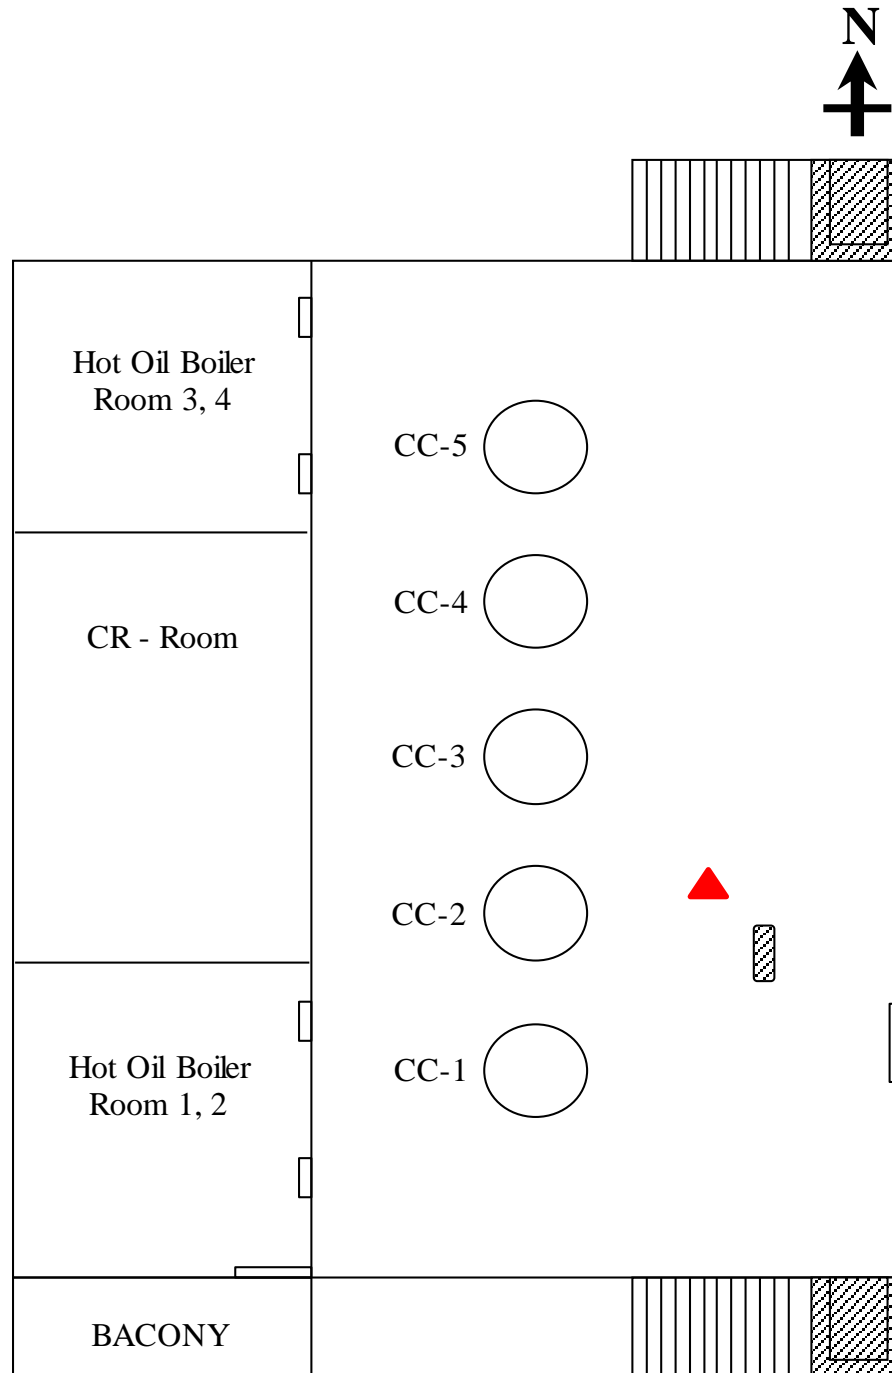 N
Hot Oil Boiler
Room 3, 4
CC-5
CC-4
CR - Room
CC-3
CC-2
Hot Oil Boiler
Room 1, 2
CC-1
BACONY